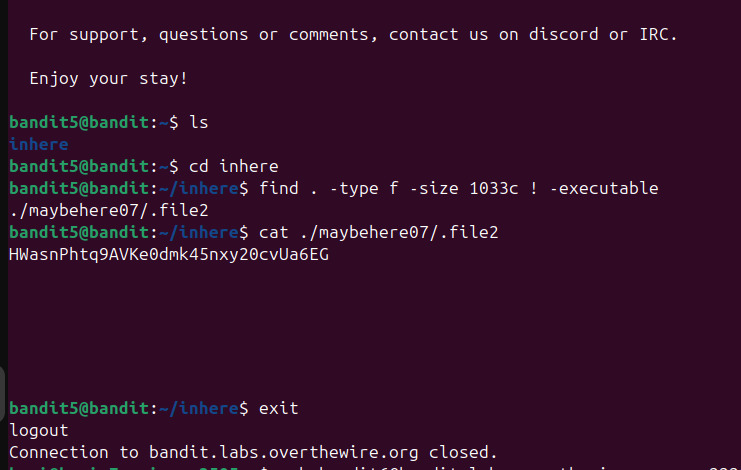 For support, questions or comments, contact us on discord or IRC.
Enjoy your stay!
bandit5@bandit:~$ ls
inhere
bandit5@bandit:~$ cd inhere
bandit5@bandit:~/inhere$ find . -type f -size 1033c ! -executable
./maybehere07/.file2
bandit5@bandit:~/inhere$ cat ./maybehere07/.file2
HWasnPhtq9AVKe0dmk45nxy20cvUa6EG
bandit5@bandit:~/inhere$ exit
logout
Connection to bandit.labs.overthewire.org closed.